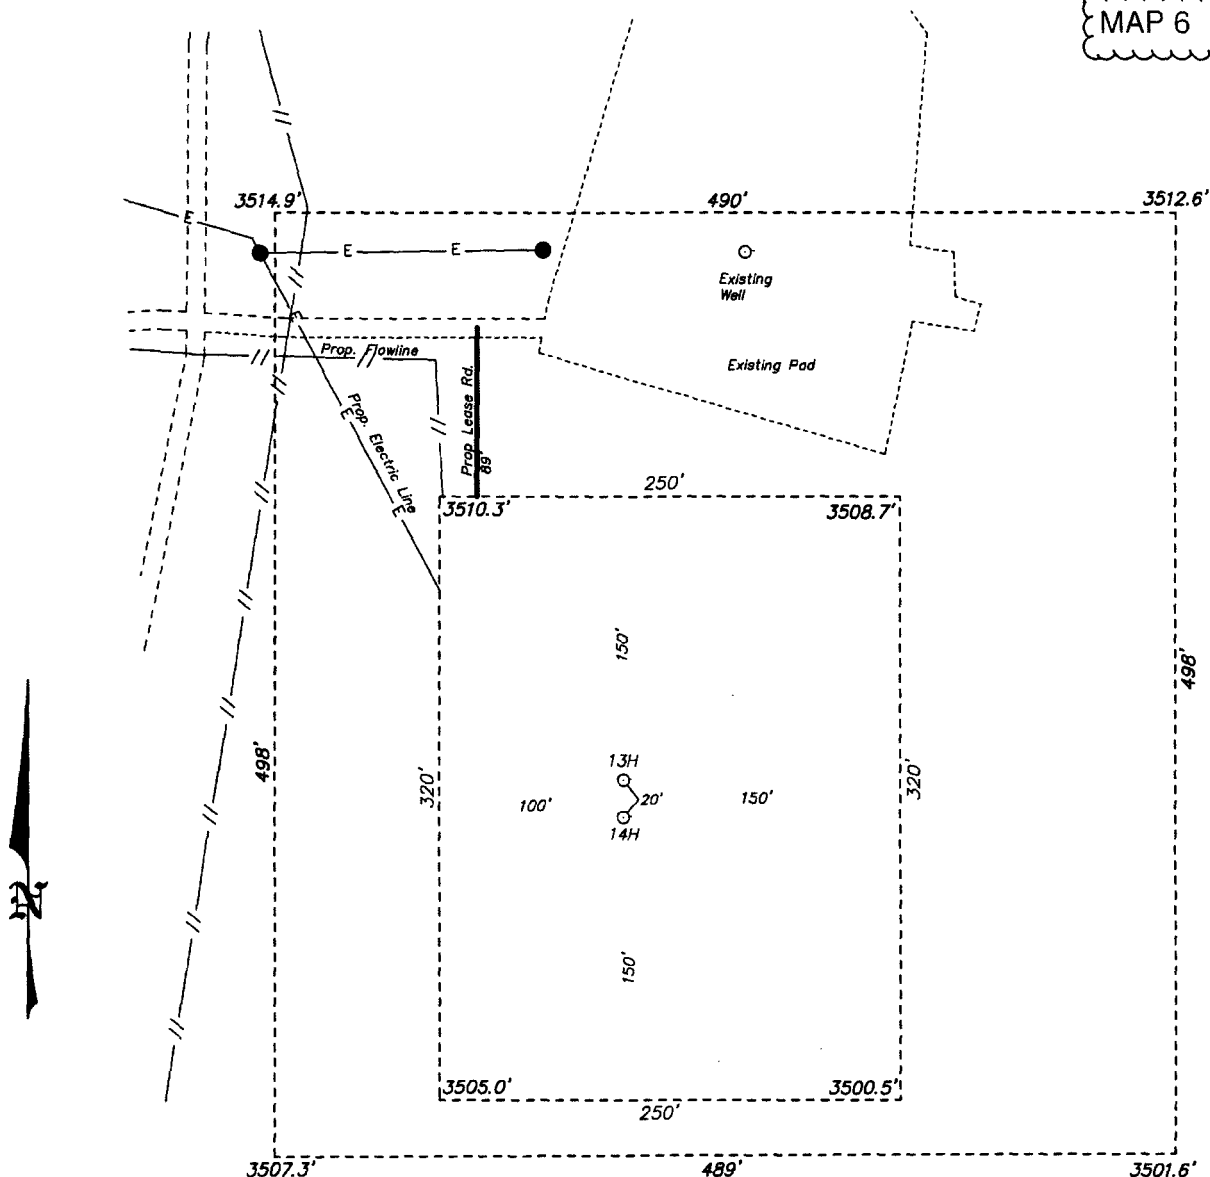 MAP 6
3514.9'
490'
3512.6'
E
E
E
Existing
Well
E
Prop. Flowline
Existing Pad
Prop Lease Rd.
89'
Prop. Electric Line
E
E
250'
3510.3'
3508.7'
150'
498'
498'
320'
13H
100'
20'
150'
320'
14H
N
150'
3505.0'
3500.5'
250'
3507.3'
489'
3501.6'